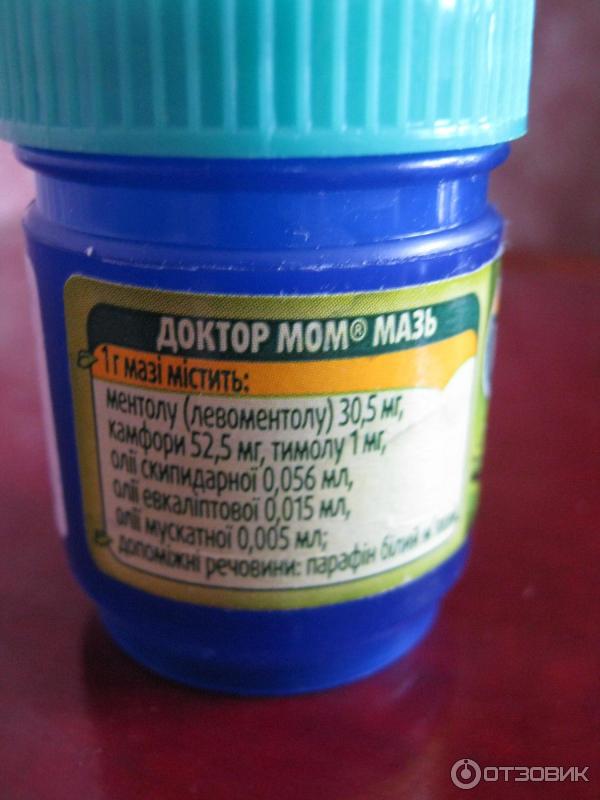 ДОКТОР МОМ® МАЗЬ
1 г мазі містить:
ментолу (левоментолу) 30,5 мг,
камфори 52,5 мг, тимолу 1 мг,
олії скипидарної 0,056 мл,
олії евкаліптової 0,015 мл,
олії мускатної 0,005 мл;
допоміжні речовини: парафін білий
ОТЗОВИК